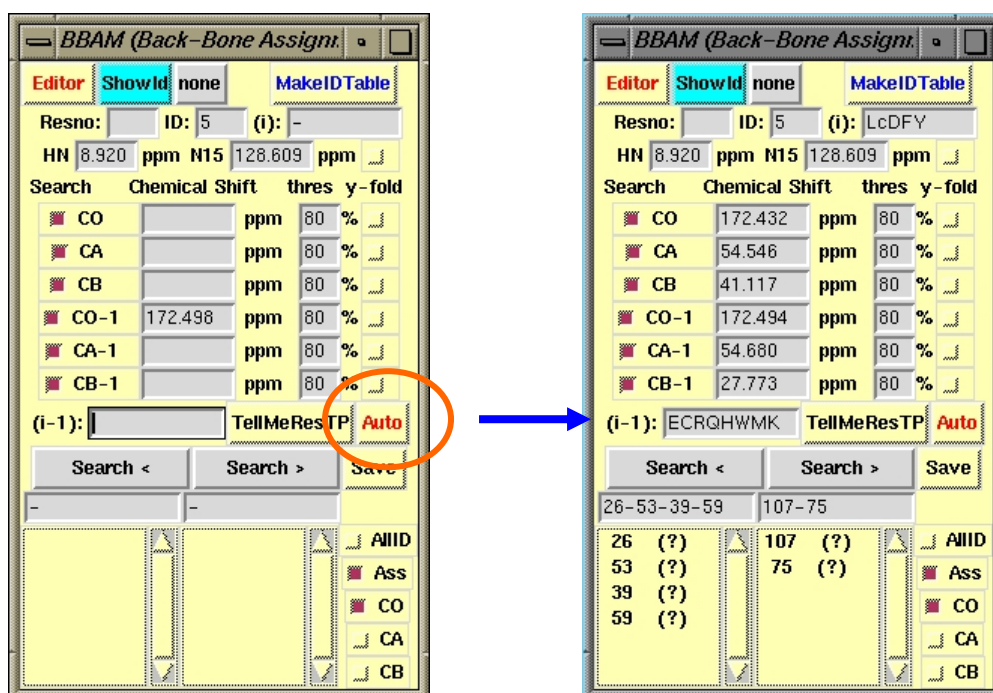 BBAM (Back-Bone Assignm.
Editor ShowId none MakeIDTable
Resno: ID: 5 (i): -
HN 8.920 ppm N15 128.609 ppm
Search Chemical Shift thres y-fold
CO ppm 80 %
CA ppm 80 %
CB ppm 80 %
CO-1 172.498 ppm 80 %
CA-1 ppm 80 %
CB-1 ppm 80 %
(i-1): TellMeResTP Auto
Search < Search > Save
- -
AllID
Ass
CO
CA
CB
BBAM (Back-Bone Assignm.
Editor ShowId none MakeIDTable
Resno: ID: 5 (i): LcDFY
HN 8.920 ppm N15 128.609 ppm
Search Chemical Shift thres y-fold
CO 172.432 ppm 80 %
CA 54.546 ppm 80 %
CB 41.117 ppm 80 %
CO-1 172.494 ppm 80 %
CA-1 54.680 ppm 80 %
CB-1 27.773 ppm 80 %
(i-1): ECRQHWMK TellMeResTP Auto
Search < Search > Save
26-53-39-59 107-75
26 (?) 107 (?) AllID
53 (?) 75 (?) Ass
39 (?) CO
59 (?) CA
CB